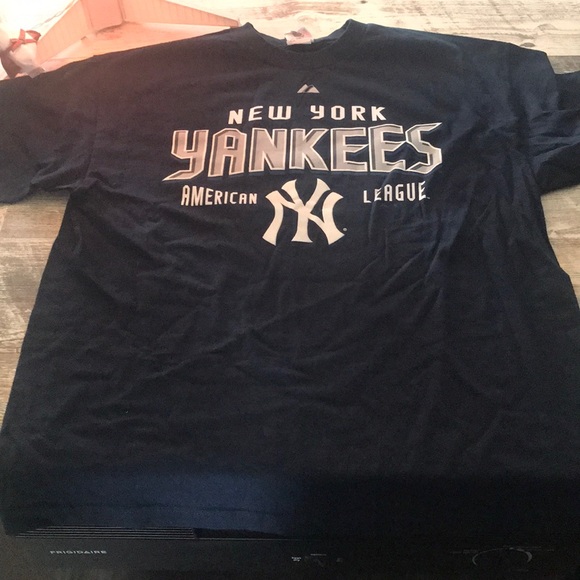 NEW YORK
YANKEES
AMERICAN NY LEAGUE
FRIGIDAIRE